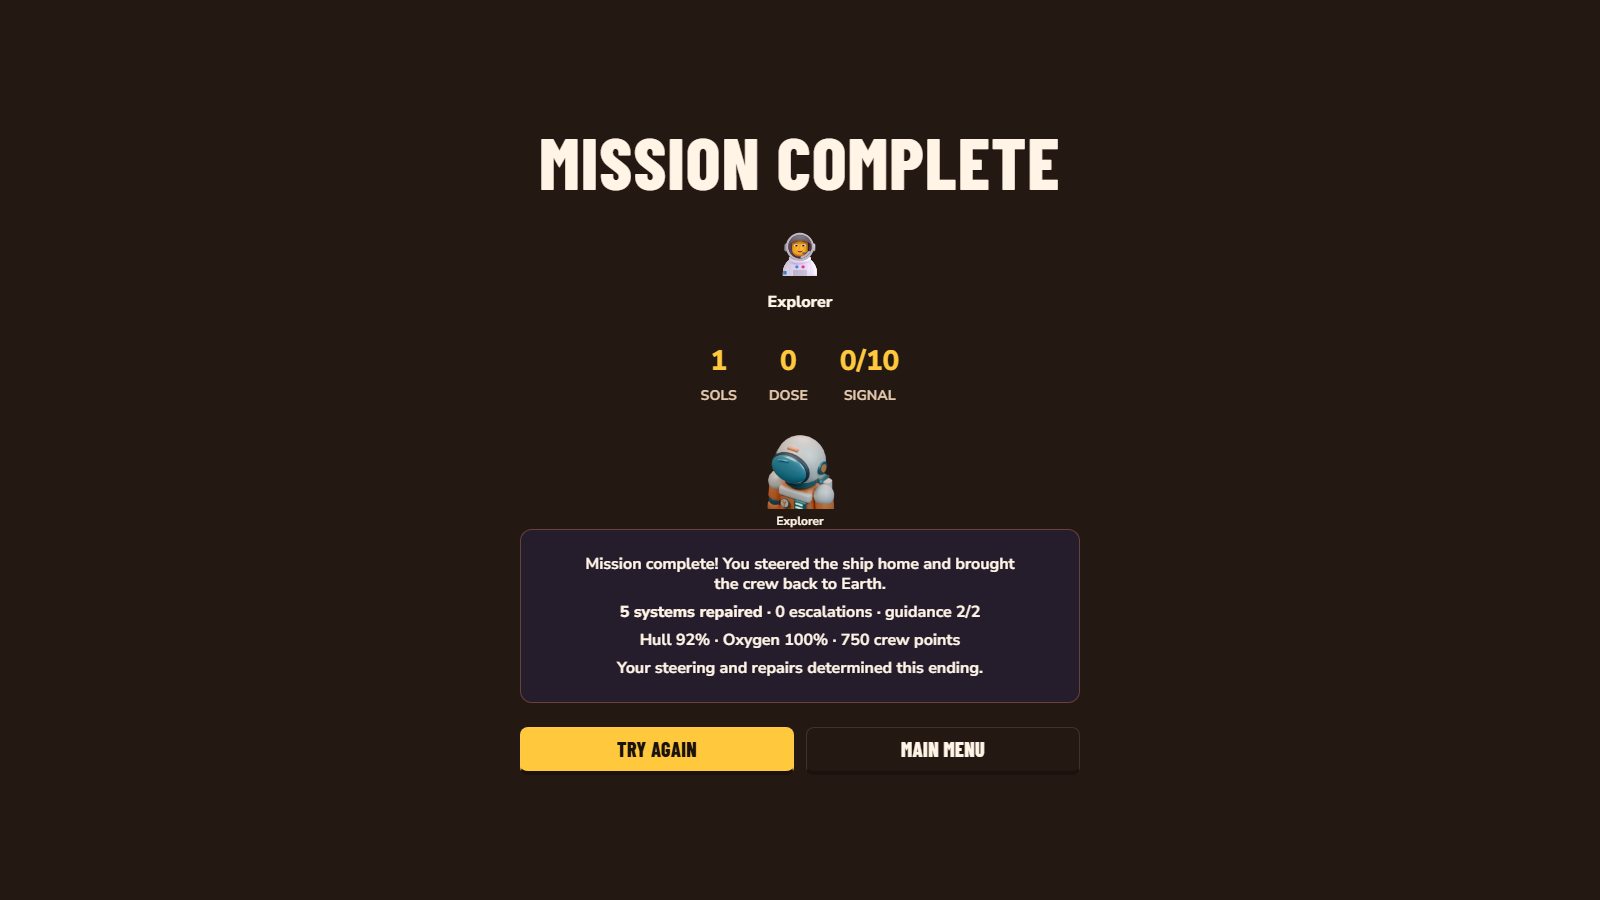 MISSION COMPLETE
Explorer
1 0 0/10
SOLS DOSE SIGNAL
Explorer
Mission complete! You steered the ship home and brought
the crew back to Earth.
5 systems repaired · 0 escalations · guidance 2/2
Hull 92% · Oxygen 100% · 750 crew points
Your steering and repairs determined this ending.
TRY AGAIN MAIN MENU